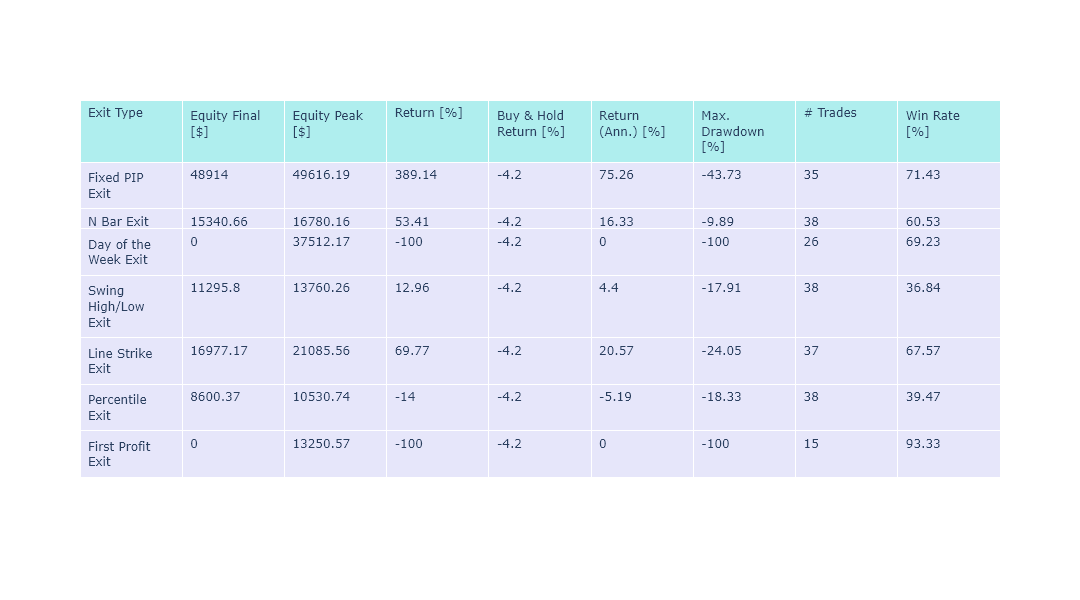 Exit Type Equity Final [$] Equity Peak [$] Return [%] Buy & Hold Return [%] Return (Ann.) [%] Max. Drawdown [%] # Trades Win Rate [%]
Fixed PIP Exit 48914 49616.19 389.14 -4.2 75.26 -43.73 35 71.43
N Bar Exit 15340.66 16780.16 53.41 -4.2 16.33 -9.89 38 60.53
Day of the Week Exit 0 37512.17 -100 -4.2 0 -100 26 69.23
Swing High/Low Exit 11295.8 13760.26 12.96 -4.2 4.4 -17.91 38 36.84
Line Strike Exit 16977.17 21085.56 69.77 -4.2 20.57 -24.05 37 67.57
Percentile Exit 8600.37 10530.74 -14 -4.2 -5.19 -18.33 38 39.47
First Profit Exit 0 13250.57 -100 -4.2 0 -100 15 93.33